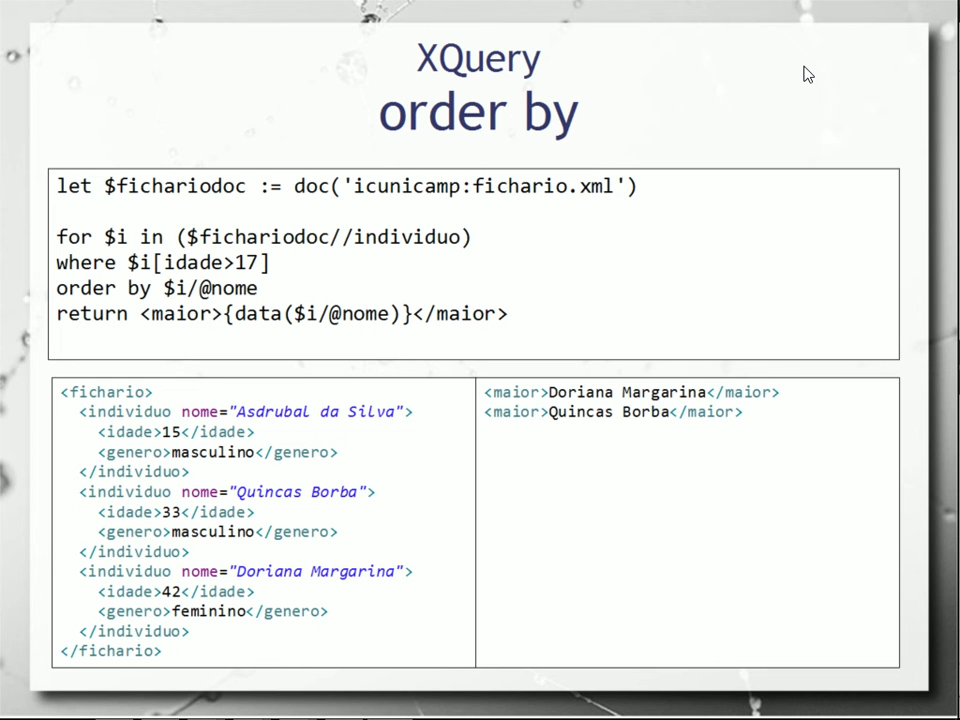 XQuery
order by
let $fichariodoc := doc('icunicamp:fichario.xml')
for $i in ($fichariodoc//individuo)
where $i[idade>17]
order by $i/@nome
return <maior>{data($i/@nome)}</maior>
<fichario>
<individuo nome="Asdrubal da Silva">
<idade>15</idade>
<genero>masculino</genero>
</individuo>
<individuo nome="Quincas Borba">
<idade>33</idade>
<genero>masculino</genero>
</individuo>
<individuo nome="Doriana Margarina">
<idade>42</idade>
<genero>feminino</genero>
</individuo>
</fichario>
<maior>Doriana Margarina</maior>
<maior>Quincas Borba</maior>